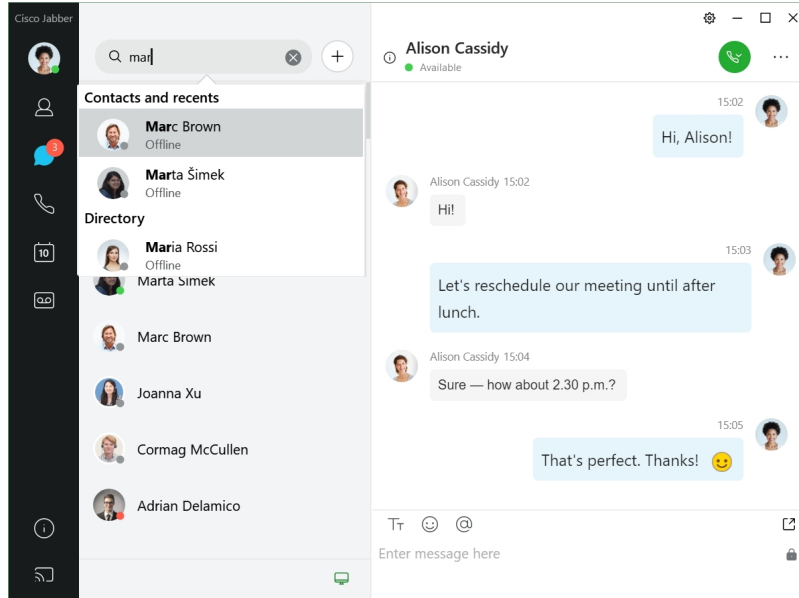 Cisco Jabber
mar
Contacts and recents
Marc Brown
Offline
Marta Šimek
Offline
Directory
Maria Rossi
Offline
Marta Simek
Marc Brown
Joanna Xu
Cormag McCullen
Adrian Delamico
3
10
Alison Cassidy
Available
15:02
Hi, Alison!
Alison Cassidy 15:02
Hi!
15:03
Let's reschedule our meeting until after
lunch.
Alison Cassidy 15:04
Sure — how about 2.30 p.m.?
15:05
That's perfect. Thanks!
TT
Enter message here